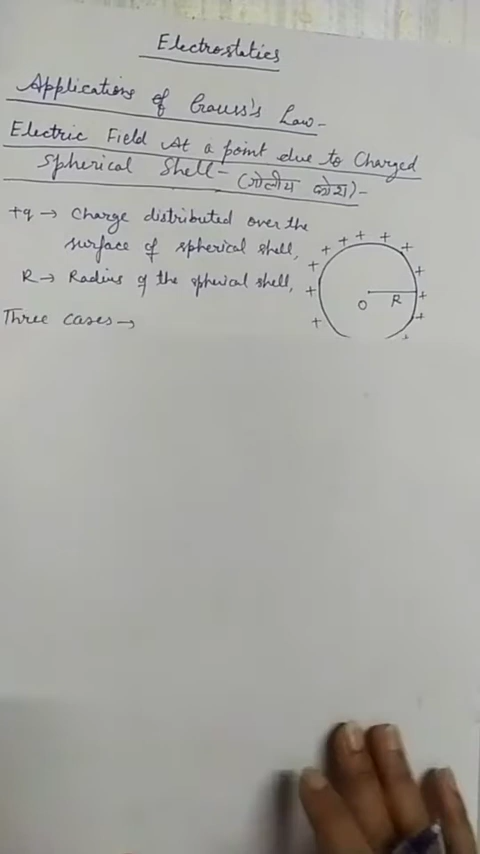 Electrostatics
Applications of Gauss's Law-
Electric Field At a point due to Charged
Spherical Shell- (गोलीय कोश)-
+q → Charge distributed over the
surface of spherical shell,
R → Radius of the spherical shell,
Three cases →
+ + + + + + + + + + + +
O R